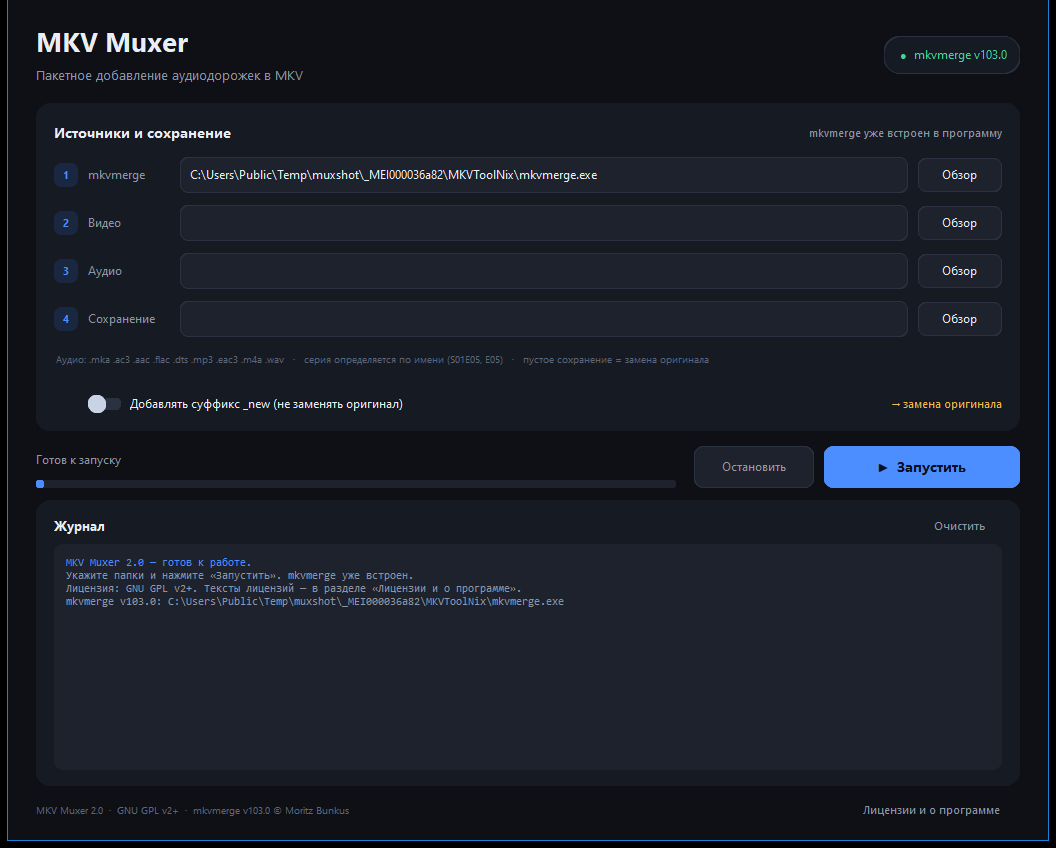 MKV Muxer
Пакетное добавление аудиодорожек в MKV
● mkvmerge v103.0
Источники и сохранение
mkvmerge уже встроен в программу
1 mkvmerge C:\Users\Public\Temp\muxshot\_MEI000036a82\MKVToolNix\mkvmerge.exe Обзор
2 Видео Обзор
3 Аудио Обзор
4 Сохранение Обзор
Аудио: .mka .ac3 .aac .flac .dts .mp3 .eac3 .m4a .wav · серия определяется по имени (S01E05, E05) · пустое сохранение = замена оригинала
Добавлять суффикс _new (не заменять оригинал)
→ замена оригинала
Готов к запуску
Остановить
► Запустить
Журнал
Очистить
MKV Muxer 2.0 — готов к работе.
Укажите папки и нажмите «Запустить». mkvmerge уже встроен.
Лицензия: GNU GPL v2+. Тексты лицензий — в разделе «Лицензии и о программе».
mkvmerge v103.0: C:\Users\Public\Temp\muxshot\_MEI000036a82\MKVToolNix\mkvmerge.exe
MKV Muxer 2.0 · GNU GPL v2+ · mkvmerge v103.0 © Moritz Bunkus
Лицензии и о программе